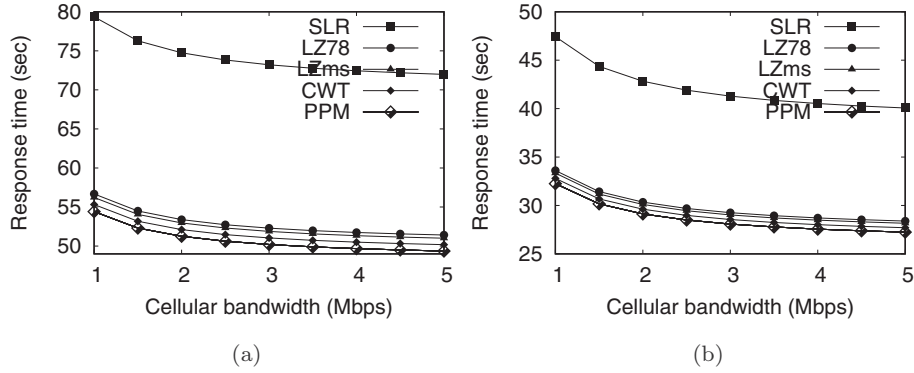 Response time (sec)
80
75
70
65
60
55
50
SLR
LZ78
LZms
CWT
PPM
1 2 3 4 5
Cellular bandwidth (Mbps)
(a)
Response time (sec)
50
45
40
35
30
25
SLR
LZ78
LZms
CWT
PPM
1 2 3 4 5
Cellular bandwidth (Mbps)
(b)